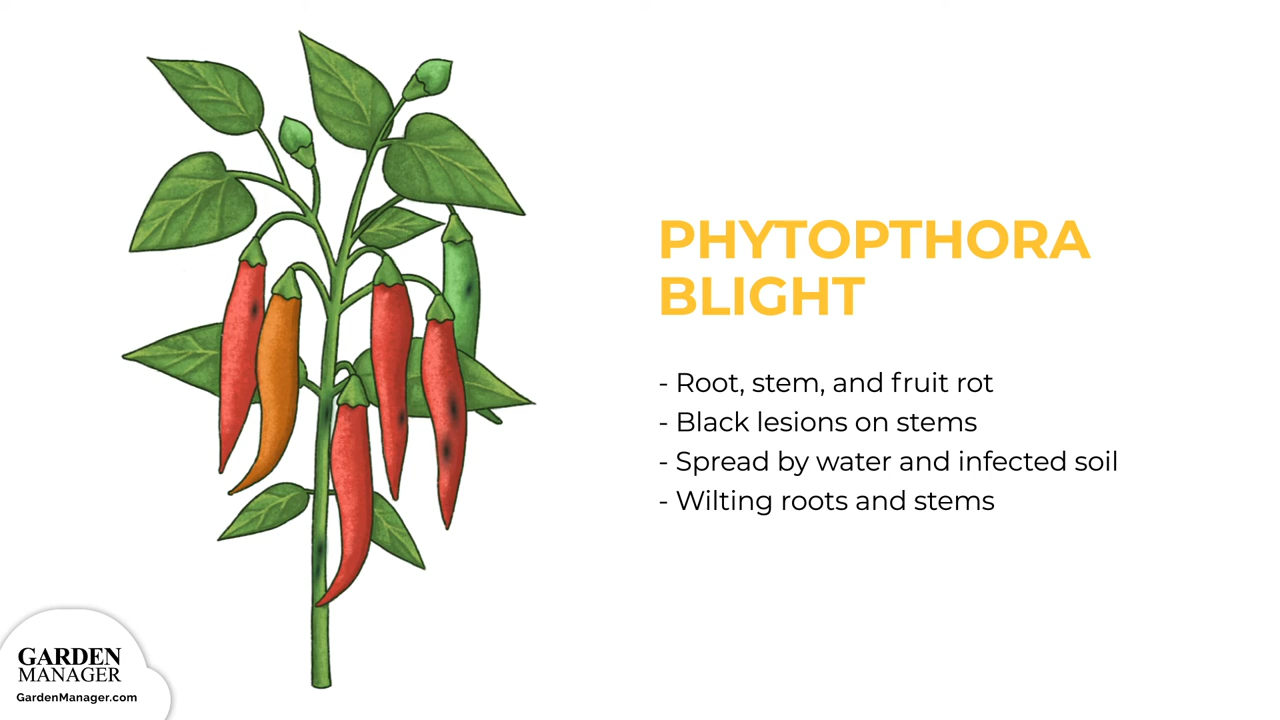 PHYTOPTHORA
BLIGHT
- Root, stem, and fruit rot
- Black lesions on stems
- Spread by water and infected soil
- Wilting roots and stems
GARDEN
MANAGER
GardenManager.com